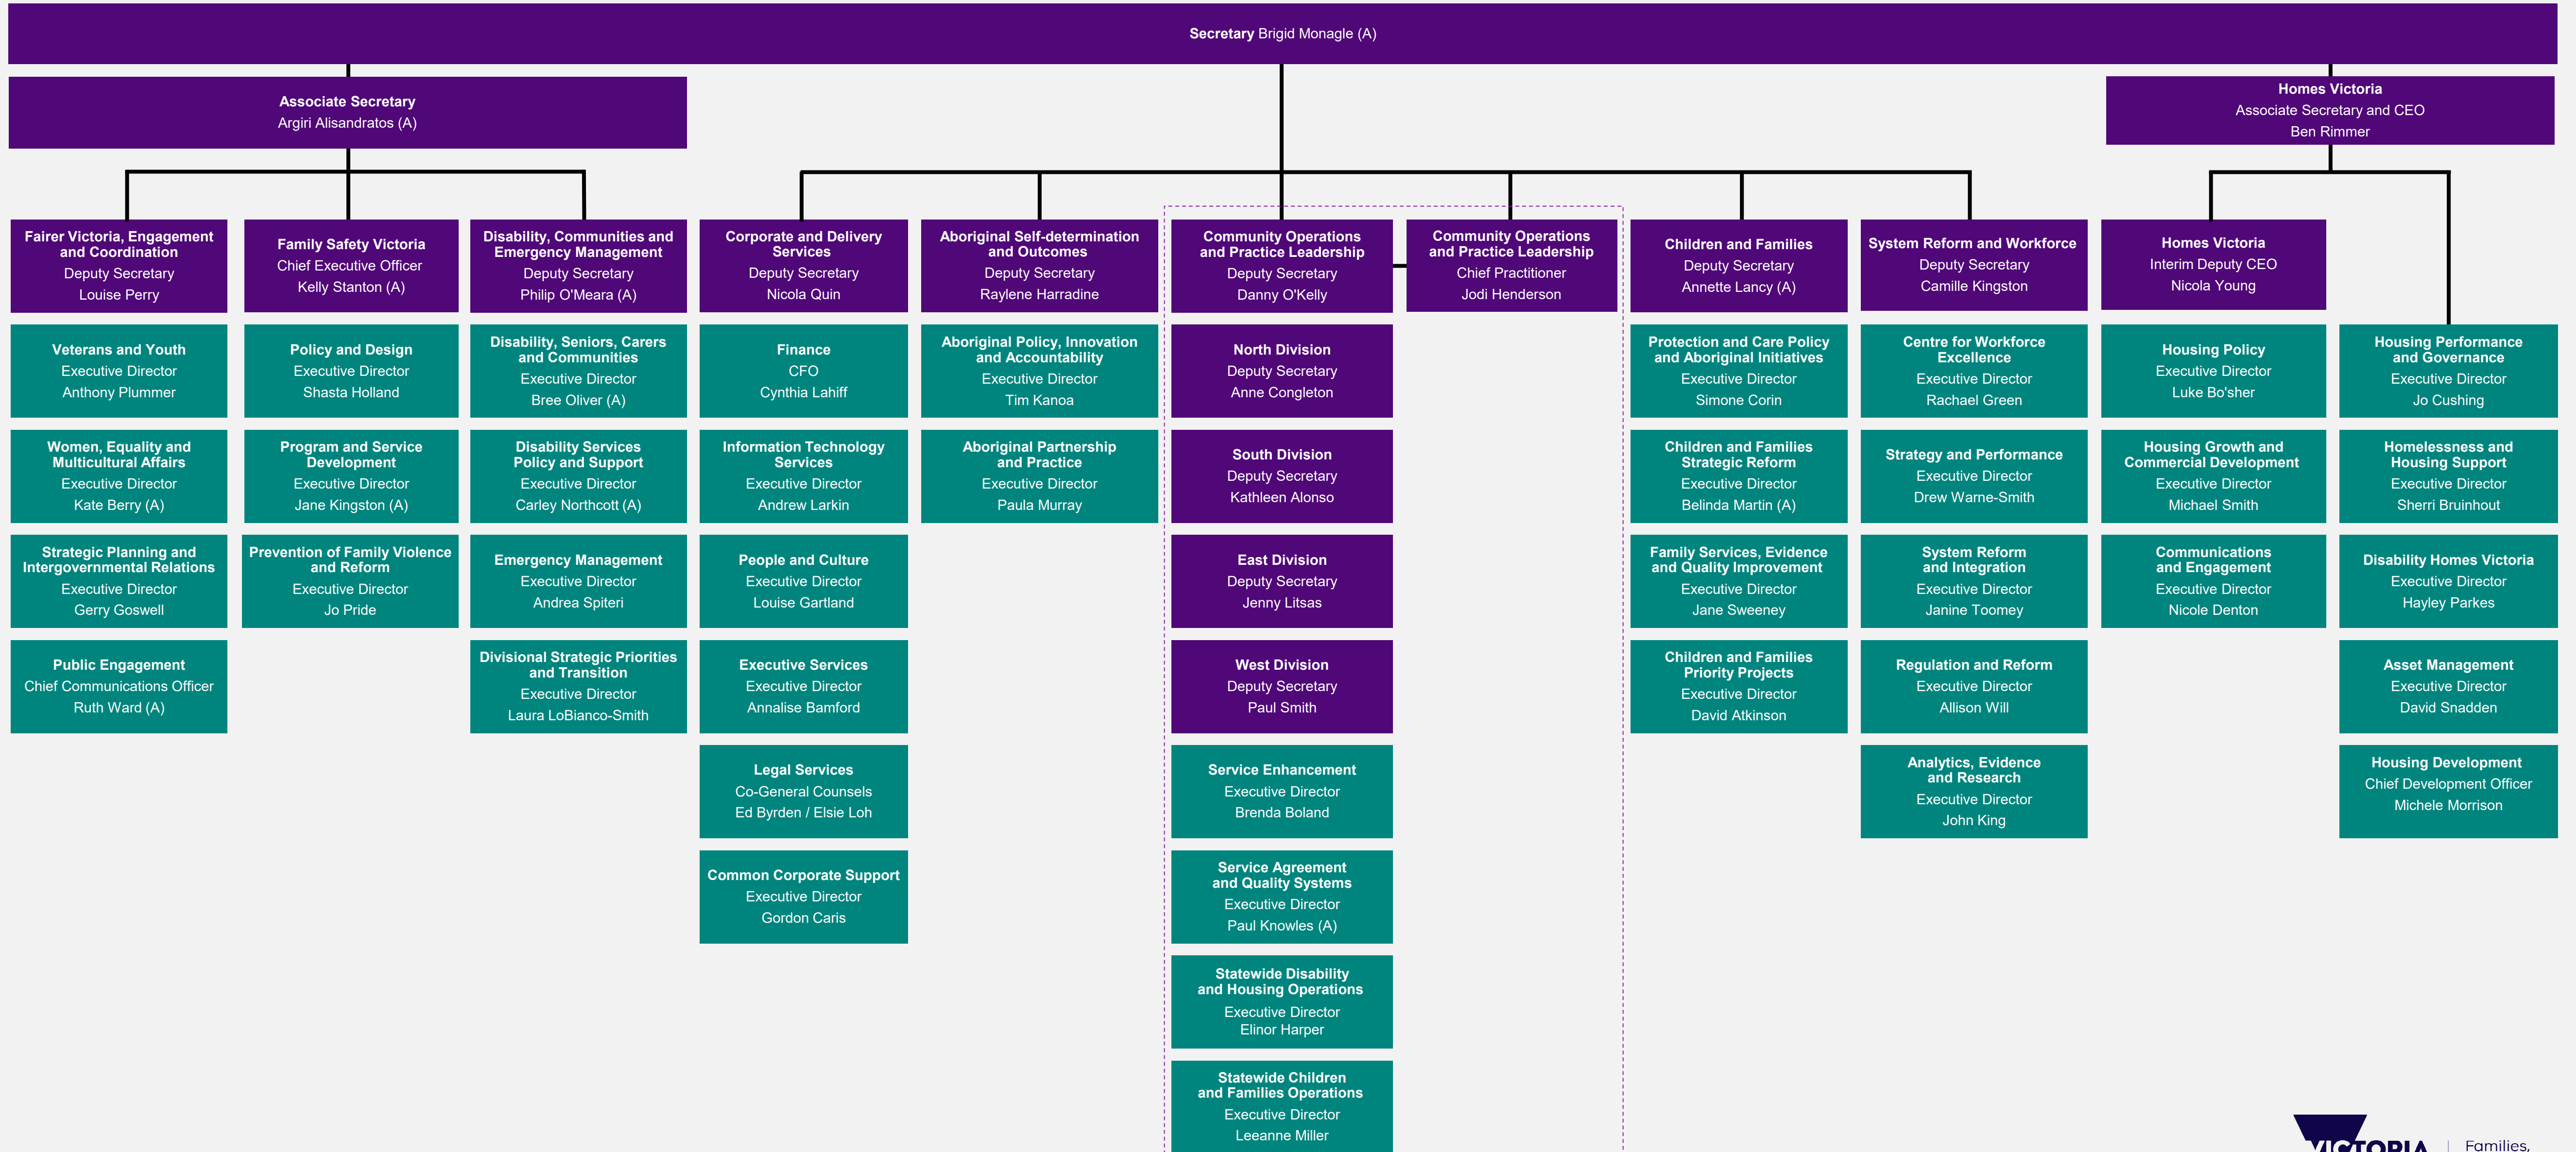 Secretary Brigid Monagle (A)
Associate Secretary
Argiri Alisandratos (A)
Homes Victoria
Associate Secretary and CEO
Ben Rimmer
Fairer Victoria, Engagement
and Coordination
Deputy Secretary
Louise Perry
Veterans and Youth
Executive Director
Anthony Plummer
Women, Equality and
Multicultural Affairs
Executive Director
Kate Berry (A)
Strategic Planning and
Intergovernmental Relations
Executive Director
Gerry Goswell
Public Engagement
Chief Communications Officer
Ruth Ward (A)
Family Safety Victoria
Chief Executive Officer
Kelly Stanton (A)
Policy and Design
Executive Director
Shasta Holland
Program and Service
Development
Executive Director
Jane Kingston (A)
Prevention of Family Violence
and Reform
Executive Director
Jo Pride
Disability, Communities and
Emergency Management
Deputy Secretary
Philip O'Meara (A)
Disability, Seniors, Carers
and Communities
Executive Director
Bree Oliver (A)
Disability Services
Policy and Support
Executive Director
Carley Northcott (A)
Emergency Management
Executive Director
Andrea Spiteri
Divisional Strategic Priorities
and Transition
Executive Director
Laura LoBianco-Smith
Corporate and Delivery
Services
Deputy Secretary
Nicola Quin
Finance
CFO
Cynthia Lahiff
Information Technology
Services
Executive Director
Andrew Larkin
People and Culture
Executive Director
Louise Gartland
Executive Services
Executive Director
Annalise Bamford
Legal Services
Co-General Counsels
Ed Byrden / Elsie Loh
Common Corporate Support
Executive Director
Gordon Caris
Aboriginal Self-determination
and Outcomes
Deputy Secretary
Raylene Harradine
Aboriginal Policy, Innovation
and Accountability
Executive Director
Tim Kanoa
Aboriginal Partnership
and Practice
Executive Director
Paula Murray
Community Operations
and Practice Leadership
Deputy Secretary
Danny O'Kelly
North Division
Deputy Secretary
Anne Congleton
South Division
Deputy Secretary
Kathleen Alonso
East Division
Deputy Secretary
Jenny Litsas
West Division
Deputy Secretary
Paul Smith
Service Enhancement
Executive Director
Brenda Boland
Service Agreement
and Quality Systems
Executive Director
Paul Knowles (A)
Statewide Disability
and Housing Operations
Executive Director
Elinor Harper
Statewide Children
and Families Operations
Executive Director
Leeanne Miller
Community Operations
and Practice Leadership
Chief Practitioner
Jodi Henderson
Children and Families
Deputy Secretary
Annette Lancy (A)
Protection and Care Policy
and Aboriginal Initiatives
Executive Director
Simone Corin
Children and Families
Strategic Reform
Executive Director
Belinda Martin (A)
Family Services, Evidence
and Quality Improvement
Executive Director
Jane Sweeney
Children and Families
Priority Projects
Executive Director
David Atkinson
System Reform and Workforce
Deputy Secretary
Camille Kingston
Centre for Workforce
Excellence
Executive Director
Rachael Green
Strategy and Performance
Executive Director
Drew Warne-Smith
System Reform
and Integration
Executive Director
Janine Toomey
Regulation and Reform
Executive Director
Allison Will
Analytics, Evidence
and Research
Executive Director
John King
Homes Victoria
Interim Deputy CEO
Nicola Young
Housing Policy
Executive Director
Luke Bo'sher
Housing Growth and
Commercial Development
Executive Director
Michael Smith
Communications
and Engagement
Executive Director
Nicole Denton
Housing Performance
and Governance
Executive Director
Jo Cushing
Homelessness and
Housing Support
Executive Director
Sherri Bruinhout
Disability Homes Victoria
Executive Director
Hayley Parkes
Asset Management
Executive Director
David Snadden
Housing Development
Chief Development Officer
Michele Morrison
VICTORIA
Families,